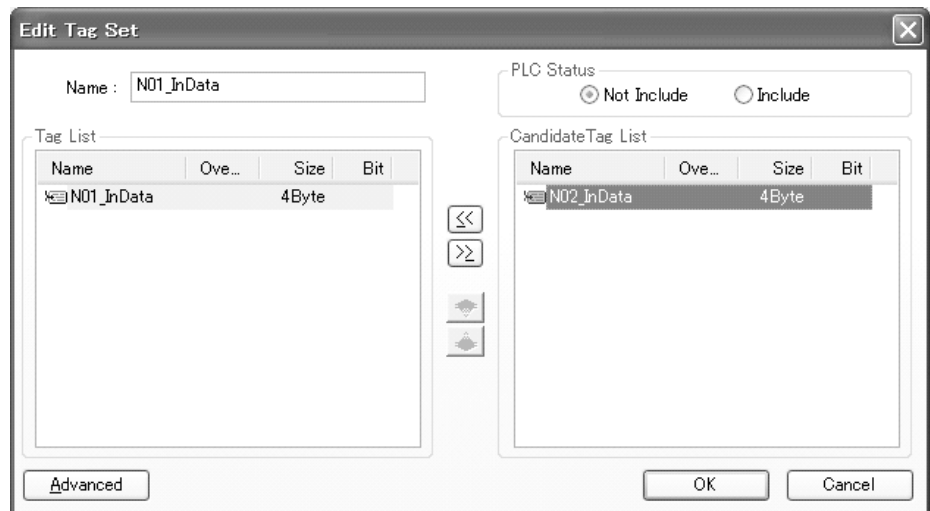 Edit Tag Set
Name : N01_InData
PLC Status
Not Include Include
Tag List
Name Ove... Size Bit
N01_InData 4Byte
<<
>>
CandidateTag List
Name Ove... Size Bit
N02_InData 4Byte
Advanced
OK Cancel